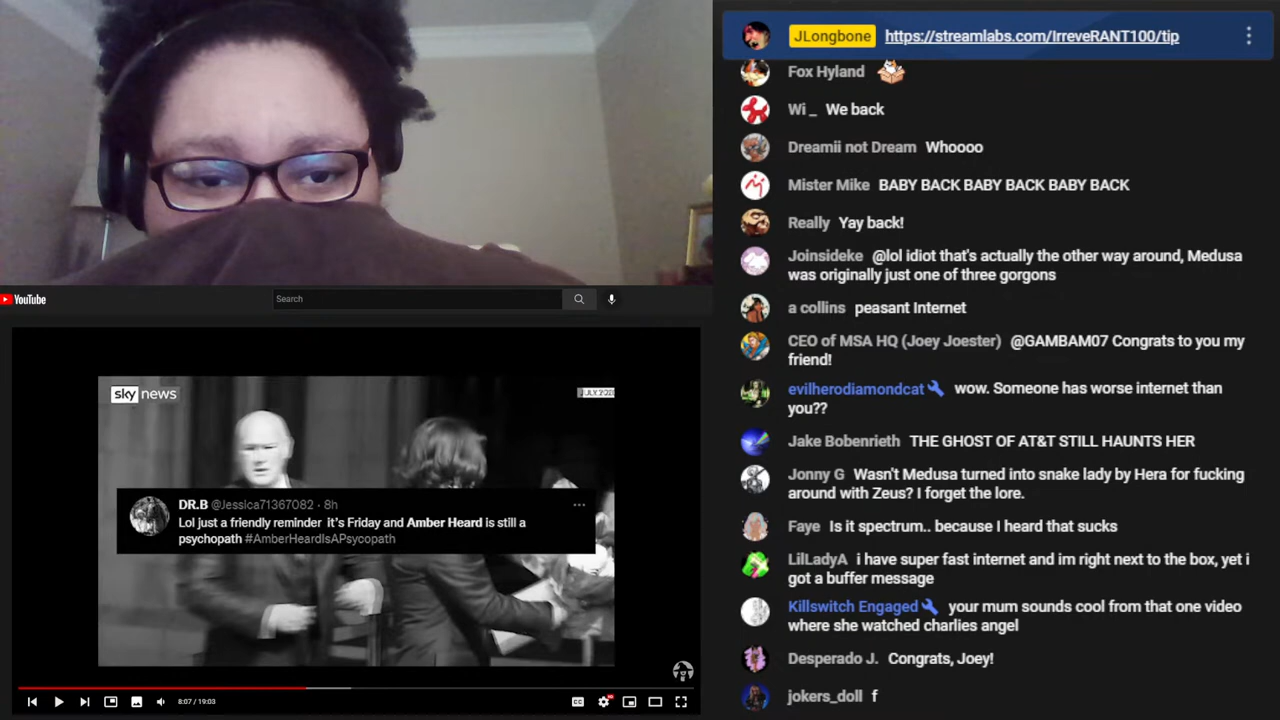 JLongbone https://streamlabs.com/IrreveRANT100/tip
Fox Hyland
Wi _ We back
Dreamii not Dream Whoooo
Mister Mike BABY BACK BABY BACK BABY BACK
Really Yay back!
Joinsideke @lol idiot that's actually the other way around, Medusa
was originally just one of three gorgons
a collins peasant Internet
CEO of MSA HQ (Joey Joester) @GAMBAM07 Congrats to you my
friend!
evilherodiamondcat wow. Someone has worse internet than
you??
Jake Bobenrieth THE GHOST OF AT&T STILL HAUNTS HER
Jonny G Wasn't Medusa turned into snake lady by Hera for fucking
around with Zeus? I forget the lore.
Faye Is it spectrum.. because I heard that sucks
LilLadyA i have super fast internet and im right next to the box, yet i
got a buffer message
Killswitch Engaged your mum sounds cool from that one video
where she watched charlies angel
Desperado J. Congrats, Joey!
jokers_doll f
YouTube
Search
sky news
DR.B @Jessica71367082 · 8h
Lol just a friendly reminder it's Friday and Amber Heard is still a
psychopath #AmberHeardIsAPsycopath
8:07 / 19:03
CC
HD